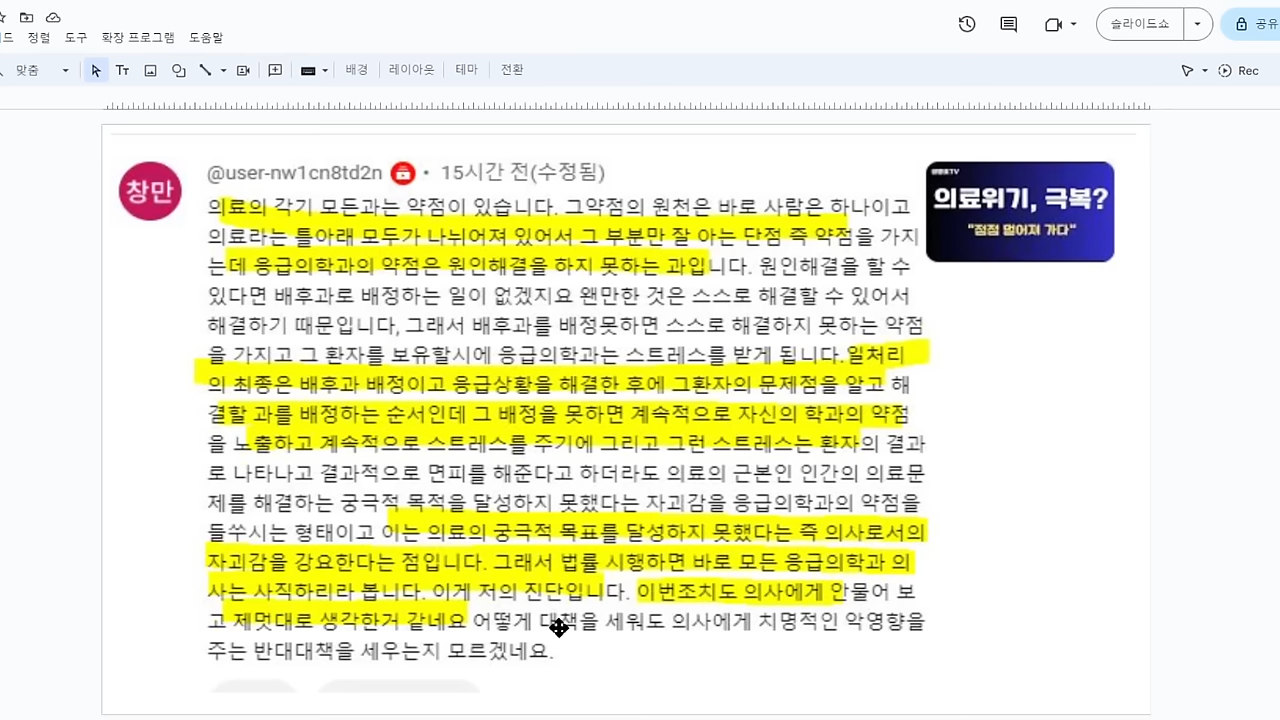 정렬 도구 확장 프로그램 도움말
슬라이드쇼
공유
맞춤
배경 레이아웃 테마 전환
Rec
창만
@user-nw1cn8td2n · 15시간 전(수정됨)
의료의 각기 모든과는 약점이 있습니다. 그약점의 원천은 바로 사람은 하나이고
의료라는 틀아래 모두가 나뉘어져 있어서 그 부분만 잘 아는 단점 즉 약점을 가지
는데 응급의학과의 약점은 원인해결을 하지 못하는 과입니다. 원인해결을 할 수
있다면 배후과로 배정하는 일이 없겠지요 왠만한 것은 스스로 해결할 수 있어서
해결하기 때문입니다, 그래서 배후과를 배정못하면 스스로 해결하지 못하는 약점
을 가지고 그 환자를 보유할시에 응급의학과는 스트레스를 받게 됩니다.일처리
의 최종은 배후과 배정이고 응급상황을 해결한 후에 그환자의 문제점을 알고 해
결할 과를 배정하는 순서인데 그 배정을 못하면 계속적으로 자신의 학과의 약점
을 노출하고 계속적으로 스트레스를 주기에 그리고 그런 스트레스는 환자의 결과
로 나타나고 결과적으로 면피를 해준다고 하더라도 의료의 근본인 인간의 의료문
제를 해결하는 궁극적 목적을 달성하지 못했다는 자괴감을 응급의학과의 약점을
들쑤시는 형태이고 이는 의료의 궁극적 목표를 달성하지 못했다는 즉 의사로서의
자괴감을 강요한다는 점입니다. 그래서 법률 시행하면 바로 모든 응급의학과 의
사는 사직하리라 봅니다. 이게 저의 진단입니다. 이번조치도 의사에게 안물어 보
고 제멋대로 생각한거 같네요 어떻게 대책을 세워도 의사에게 치명적인 악영향을
주는 반대대책을 세우는지 모르겠네요.
의료위기, 극복?
"점점 멀어져 가다"